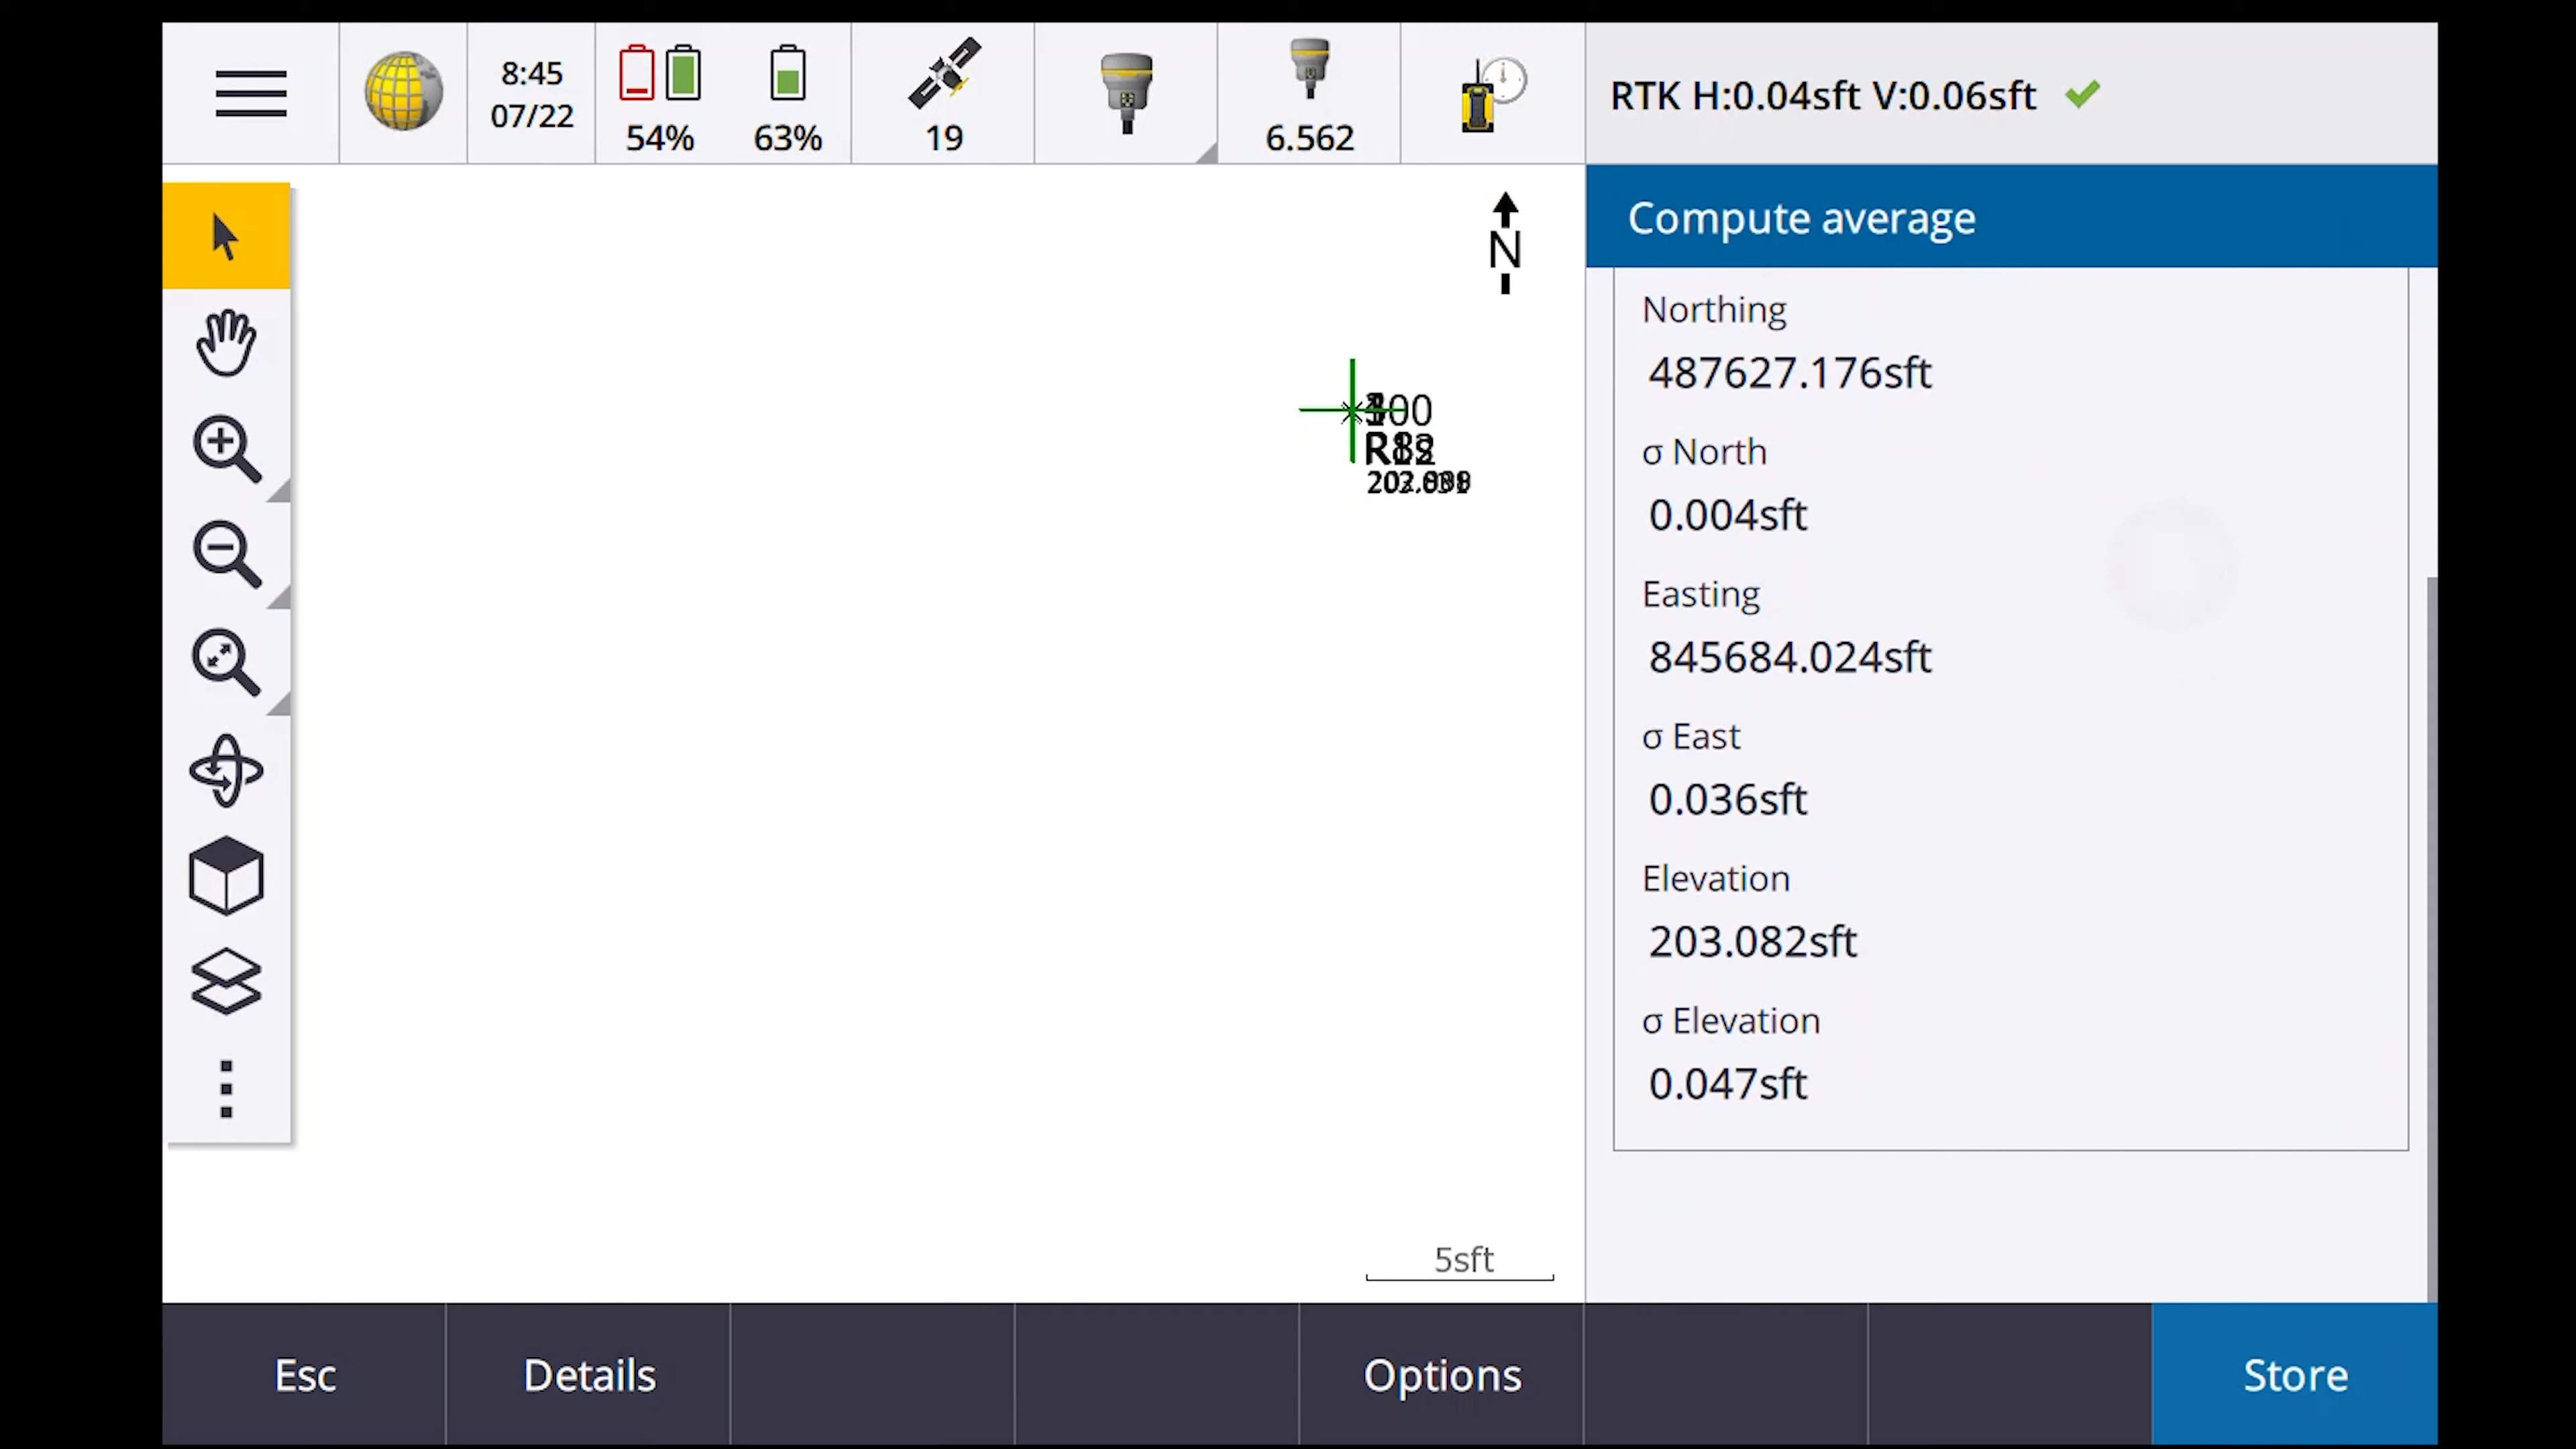 8:45
07/22
54%
63%
19
6.562
RTK H:0.04sft V:0.06sft
Compute average
N
Northing
487627.176sft
σ North
0.004sft
Easting
845684.024sft
σ East
0.036sft
Elevation
203.082sft
σ Elevation
0.047sft
5sft
Esc
Details
Options
Store